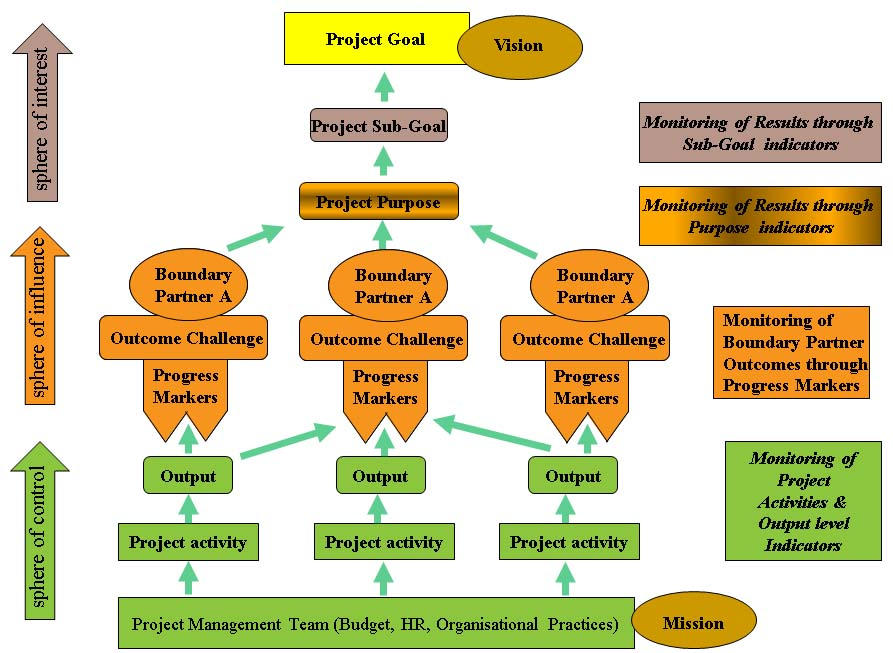 Project Goal
Vision
sphere of interest
Project Sub-Goal
Monitoring of Results through
Sub-Goal indicators
Project Purpose
Monitoring of Results through
Purpose indicators
sphere of influence
Boundary
Partner A
Boundary
Partner A
Boundary
Partner A
Outcome Challenge
Outcome Challenge
Outcome Challenge
Progress
Markers
Progress
Markers
Progress
Markers
Monitoring of
Boundary Partner
Outcomes through
Progress Markers
sphere of control
Output
Output
Output
Monitoring of
Project
Activities &
Output level
Indicators
Project activity
Project activity
Project activity
Project Management Team (Budget, HR, Organisational Practices)
Mission